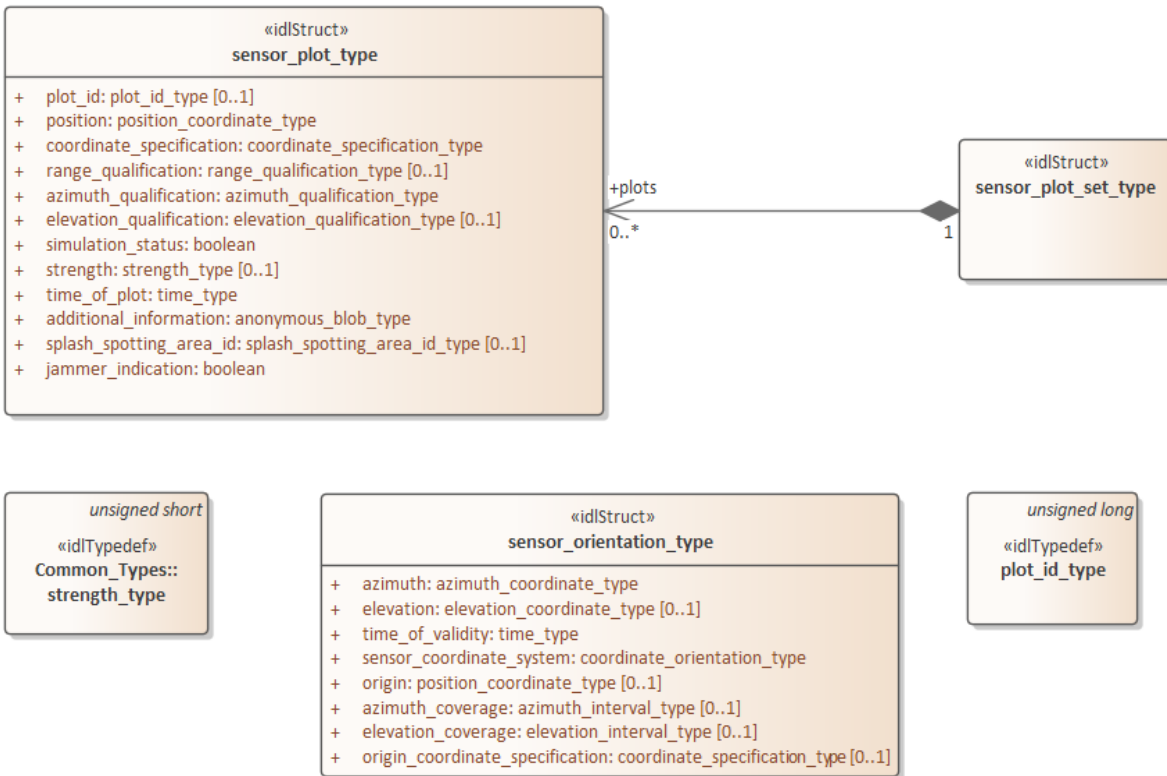 «idlStruct»
sensor_plot_type
+ plot_id: plot_id_type [0..1]
+ position: position_coordinate_type
+ coordinate_specification: coordinate_specification_type
+ range_qualification: range_qualification_type [0..1]
+ azimuth_qualification: azimuth_qualification_type
+ elevation_qualification: elevation_qualification_type [0..1]
+ simulation_status: boolean
+ strength: strength_type [0..1]
+ time_of_plot: time_type
+ additional_information: anonymous_blob_type
+ splash_spotting_area_id: splash_spotting_area_id_type [0..1]
+ jammer_indication: boolean
+plots
0..*
1
«idlStruct»
sensor_plot_set_type
unsigned short
«idlTypedef»
Common_Types::
strength_type
«idlStruct»
sensor_orientation_type
+ azimuth: azimuth_coordinate_type
+ elevation: elevation_coordinate_type [0..1]
+ time_of_validity: time_type
+ sensor_coordinate_system: coordinate_orientation_type
+ origin: position_coordinate_type [0..1]
+ azimuth_coverage: azimuth_interval_type [0..1]
+ elevation_coverage: elevation_interval_type [0..1]
+ origin_coordinate_specification: coordinate_specification_type [0..1]
unsigned long
«idlTypedef»
plot_id_type